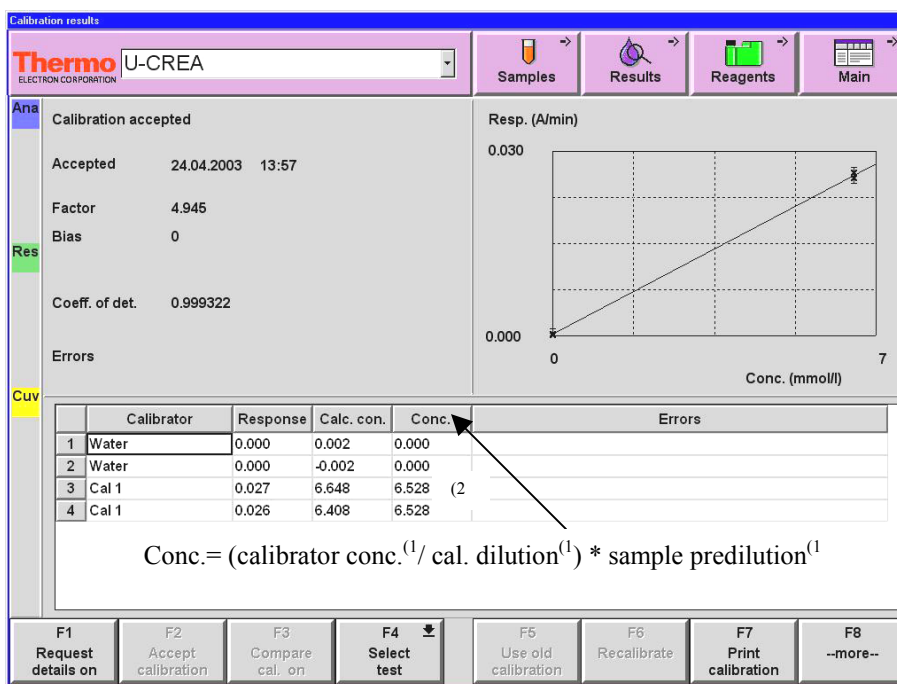 Calibration results
Thermo
ELECTRON CORPORATION
U-CREA
Samples
Results
Reagents
Main
Ana
Res
Cuv
Calibration accepted
Accepted 24.04.2003 13:57
Factor 4.945
Bias 0
Coeff. of det. 0.999322
Errors
Resp. (A/min)
0.030
0.000
0 7
Conc. (mmol/l)
Calibrator Response Calc. con. Conc. Errors
1 Water 0.000 0.002 0.000
2 Water 0.000 -0.002 0.000
3 Cal 1 0.027 6.648 6.528 (2
4 Cal 1 0.026 6.408 6.528
Conc.= (calibrator conc.(1/ cal. dilution(1) * sample predilution(1
F1 Request details on
F2 Accept calibration
F3 Compare cal. on
F4 Select test
F5 Use old calibration
F6 Recalibrate
F7 Print calibration
F8 --more--